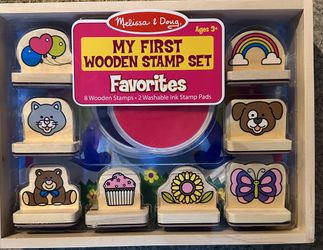 Melissa & Doug
Ages 3+
MY FIRST
WOODEN STAMP SET
Favorites
8 Wooden Stamps • 2 Washable Ink Stamp Pads